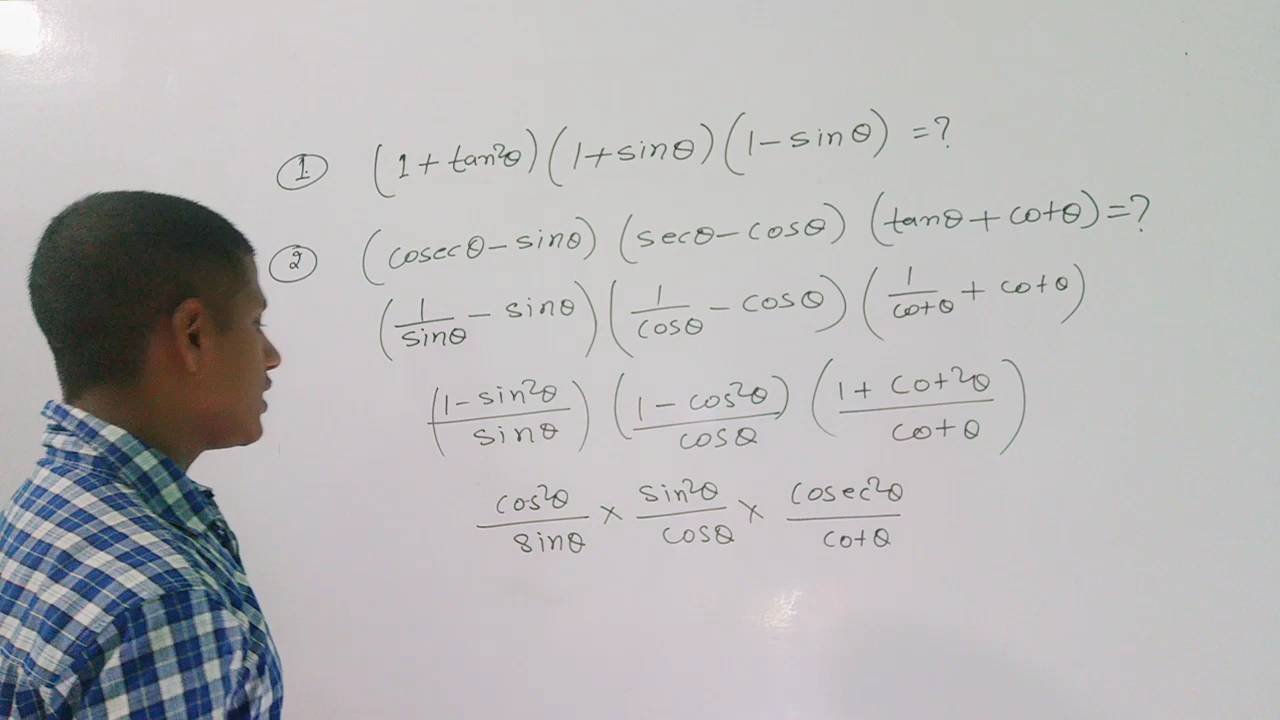 ① (1 + tan²θ) (1 + sinθ) (1 - sinθ) = ?
② (cosecθ - sinθ) (secθ - cosθ) (tanθ + cotθ) = ?
(1/sinθ - sinθ) (1/cosθ - cosθ) (1/cotθ + cotθ)
((1 - sin²θ)/sinθ) ((1 - cos²θ)/cosθ) ((1 + cot²θ)/cotθ)
cos²θ/sinθ × sin²θ/cosθ × cosec²θ/cotθ